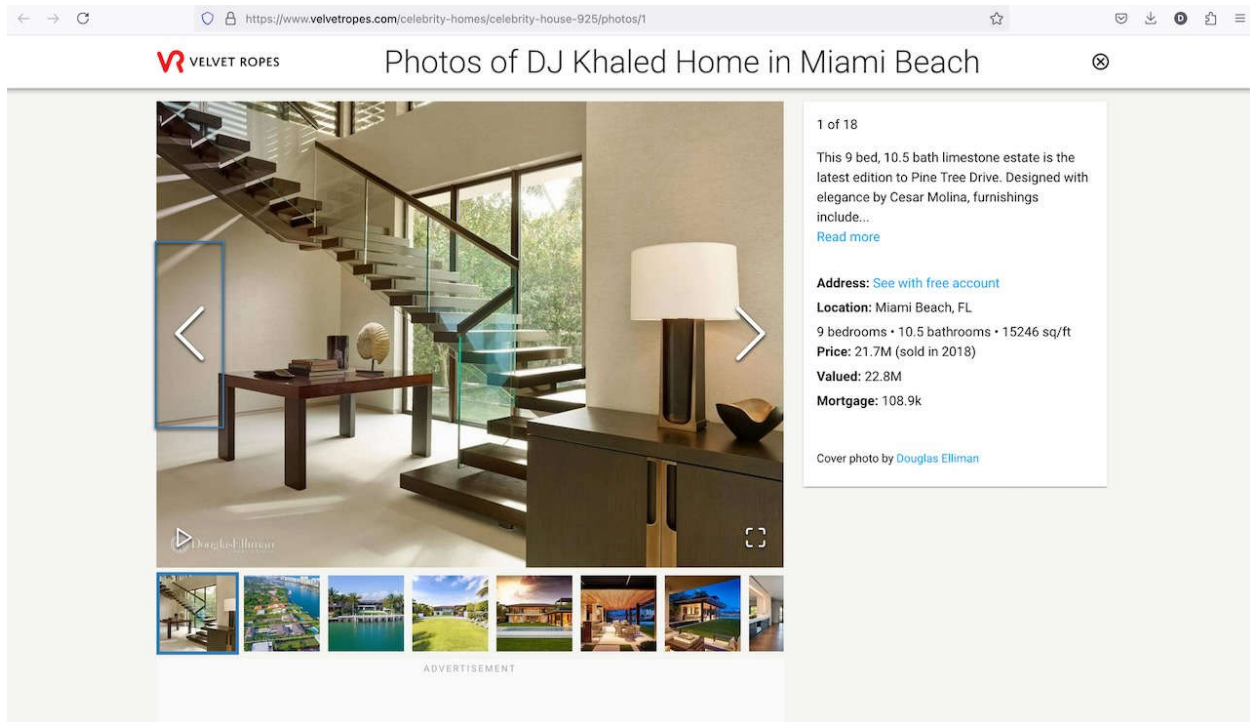 https://www.velvetropes.com/celebrity-homes/celebrity-house-925/photos/1
D
VR VELVET ROPES
Photos of DJ Khaled Home in Miami Beach
DouglasElliman
1 of 18
This 9 bed, 10.5 bath limestone estate is the
latest edition to Pine Tree Drive. Designed with
elegance by Cesar Molina, furnishings
include...
Read more
Address: See with free account
Location: Miami Beach, FL
9 bedrooms • 10.5 bathrooms • 15246 sq/ft
Price: 21.7M (sold in 2018)
Valued: 22.8M
Mortgage: 108.9k
Cover photo by Douglas Elliman
ADVERTISEMENT